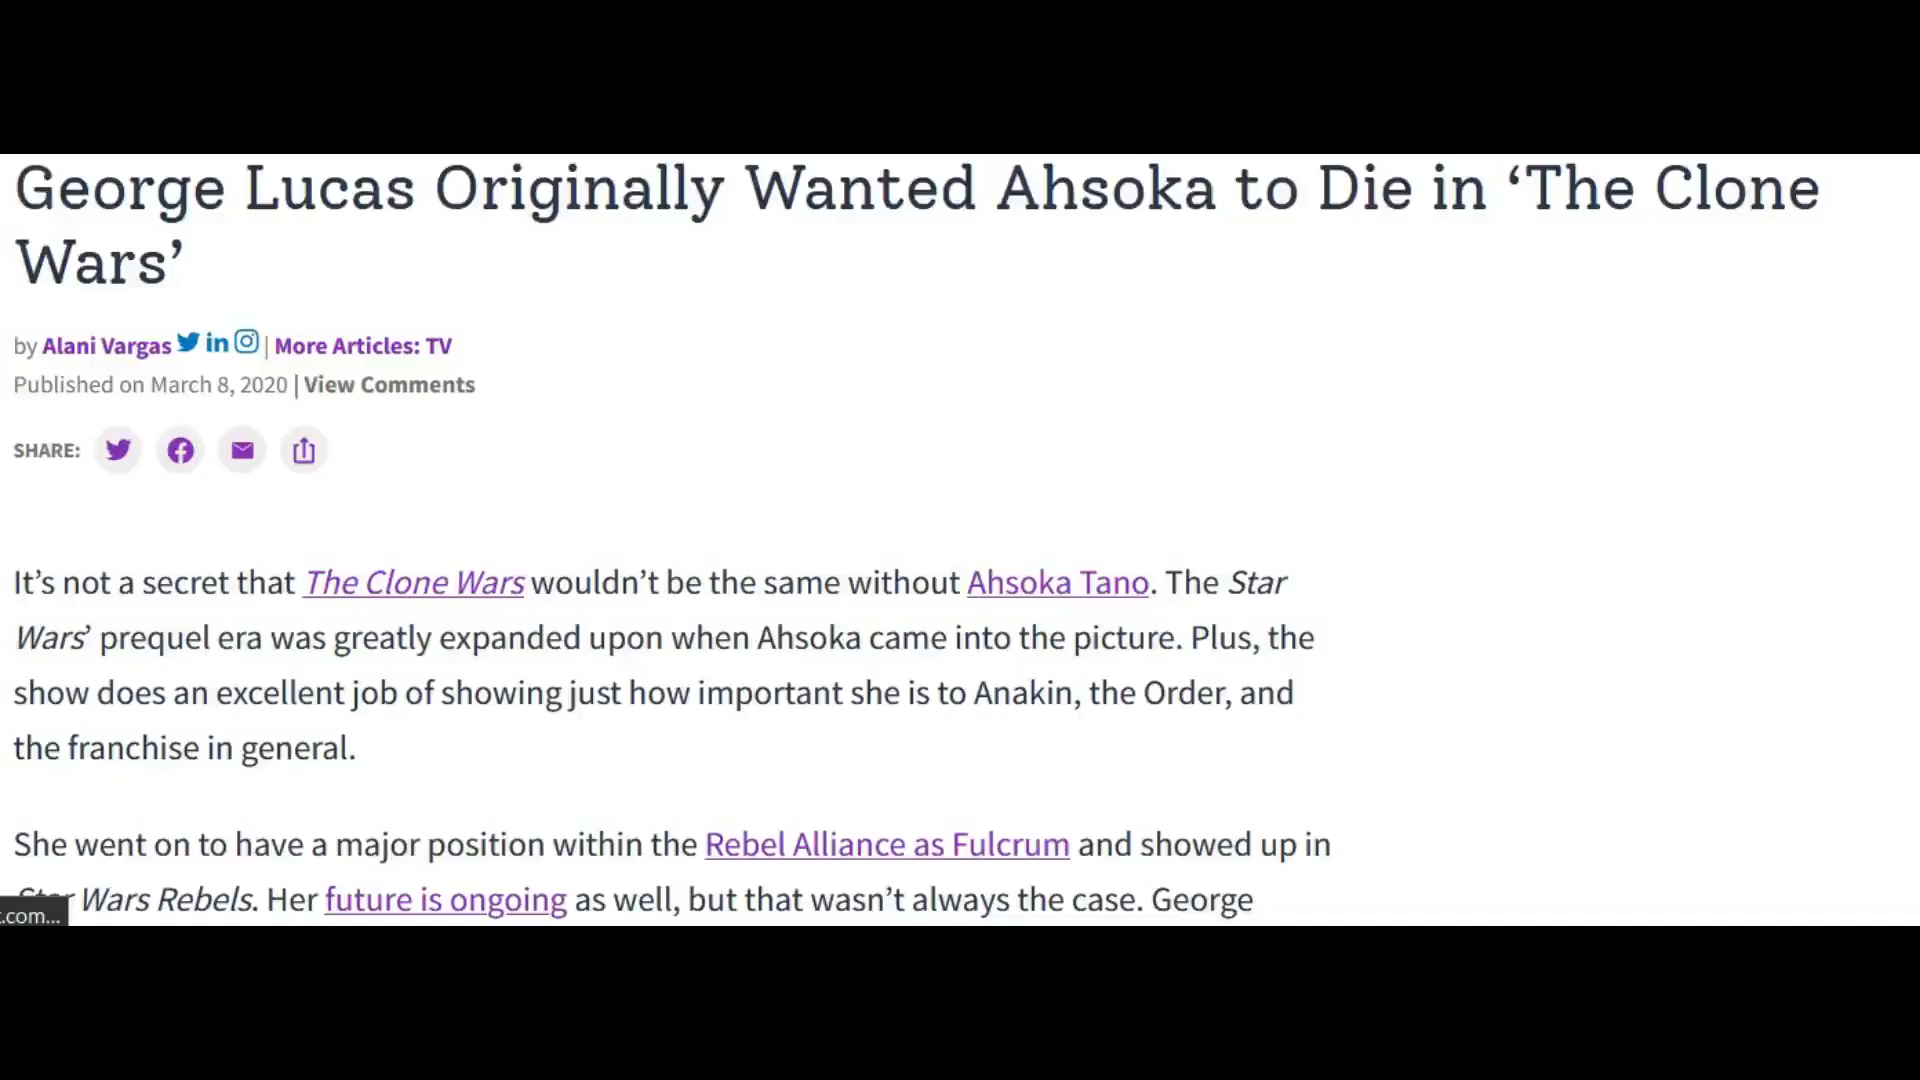 George Lucas Originally Wanted Ahsoka to Die in ‘The Clone
Wars’
by Alani Vargas in | More Articles: TV
Published on March 8, 2020 | View Comments
SHARE:
It’s not a secret that The Clone Wars wouldn’t be the same without Ahsoka Tano. The Star
Wars’ prequel era was greatly expanded upon when Ahsoka came into the picture. Plus, the
show does an excellent job of showing just how important she is to Anakin, the Order, and
the franchise in general.
She went on to have a major position within the Rebel Alliance as Fulcrum and showed up in
Star Wars Rebels. Her future is ongoing as well, but that wasn’t always the case. George
.com...